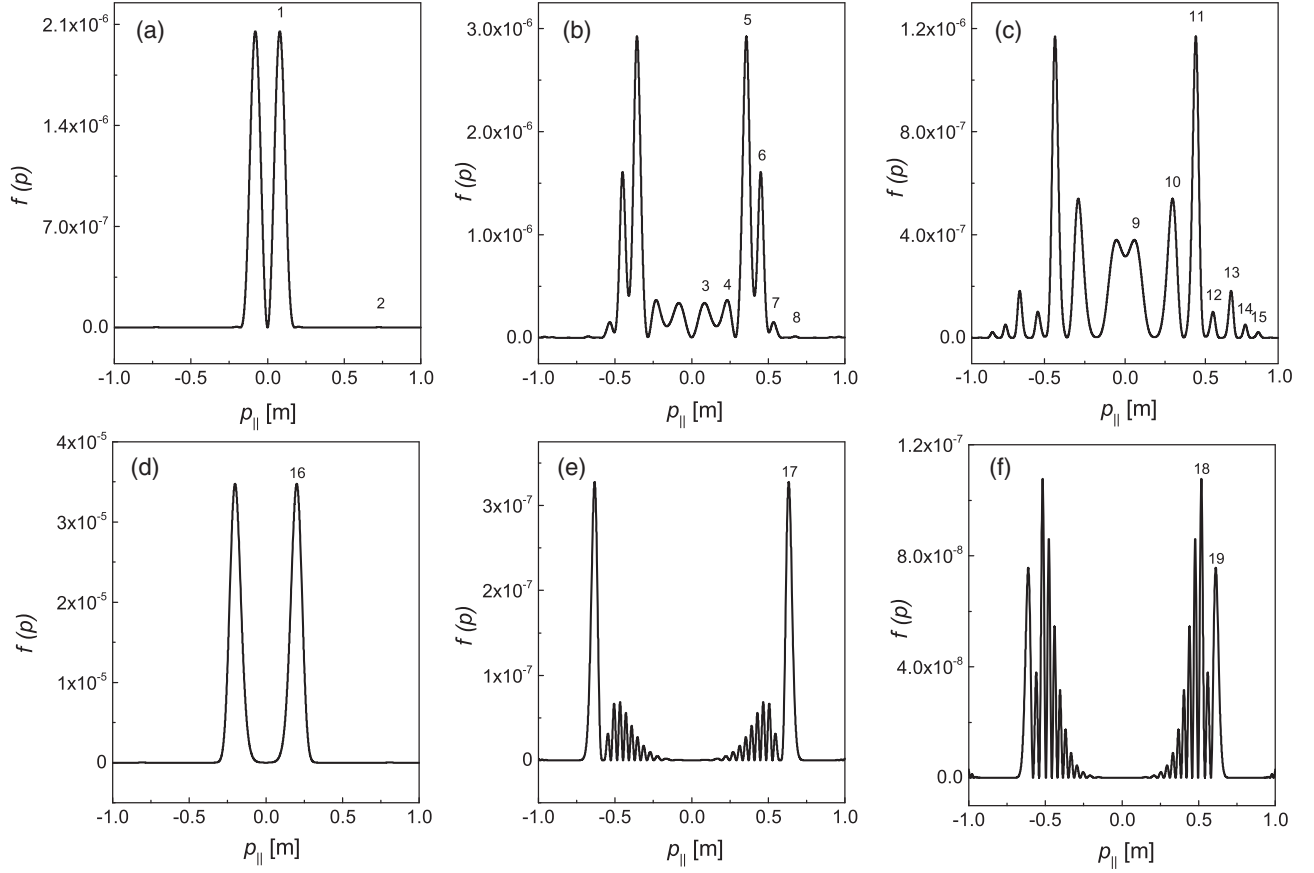 (a)
1
2
2.1x10⁻⁶
1.4x10⁻⁶
7.0x10⁻⁷
0.0
f (p)
-1.0 -0.5 0.0 0.5 1.0
p|| [m]
(b)
5
6
3 4
7
8
3.0x10⁻⁶
2.0x10⁻⁶
1.0x10⁻⁶
0.0
f (p)
-1.0 -0.5 0.0 0.5 1.0
p|| [m]
(c)
11
10
9
13
12
14
15
1.2x10⁻⁶
8.0x10⁻⁷
4.0x10⁻⁷
0.0
f (p)
-1.0 -0.5 0.0 0.5 1.0
p|| [m]
(d)
16
4x10⁻⁵
3x10⁻⁵
2x10⁻⁵
1x10⁻⁵
0
f (p)
-1.0 -0.5 0.0 0.5 1.0
p|| [m]
(e)
17
3x10⁻⁷
2x10⁻⁷
1x10⁻⁷
0
f (p)
-1.0 -0.5 0.0 0.5 1.0
p|| [m]
(f)
18
19
1.2x10⁻⁷
8.0x10⁻⁸
4.0x10⁻⁸
0.0
f (p)
-1.0 -0.5 0.0 0.5 1.0
p|| [m]